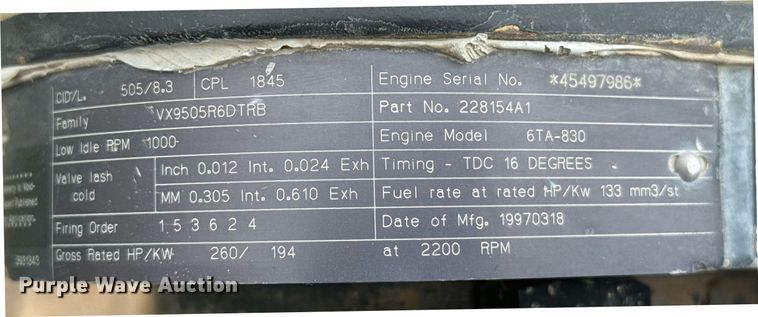 CID/L. 505/8.3 CPL 1845 Engine Serial No. *45497986*
Family VX9505R6DTRB Part No. 228154A1
Low Idle RPM 1000 Engine Model 6TA-830
Valve lash cold Inch 0.012 Int. 0.024 Exh Timing - TDC 16 DEGREES
MM 0.305 Int. 0.610 Exh Fuel rate at rated HP/Kw 133 mm3/st
Firing Order 1 5 3 6 2 4 Date of Mfg. 19970318
Gross Rated HP/KW 260/ 194 at 2200 RPM
Application.
Purple Wave Auction